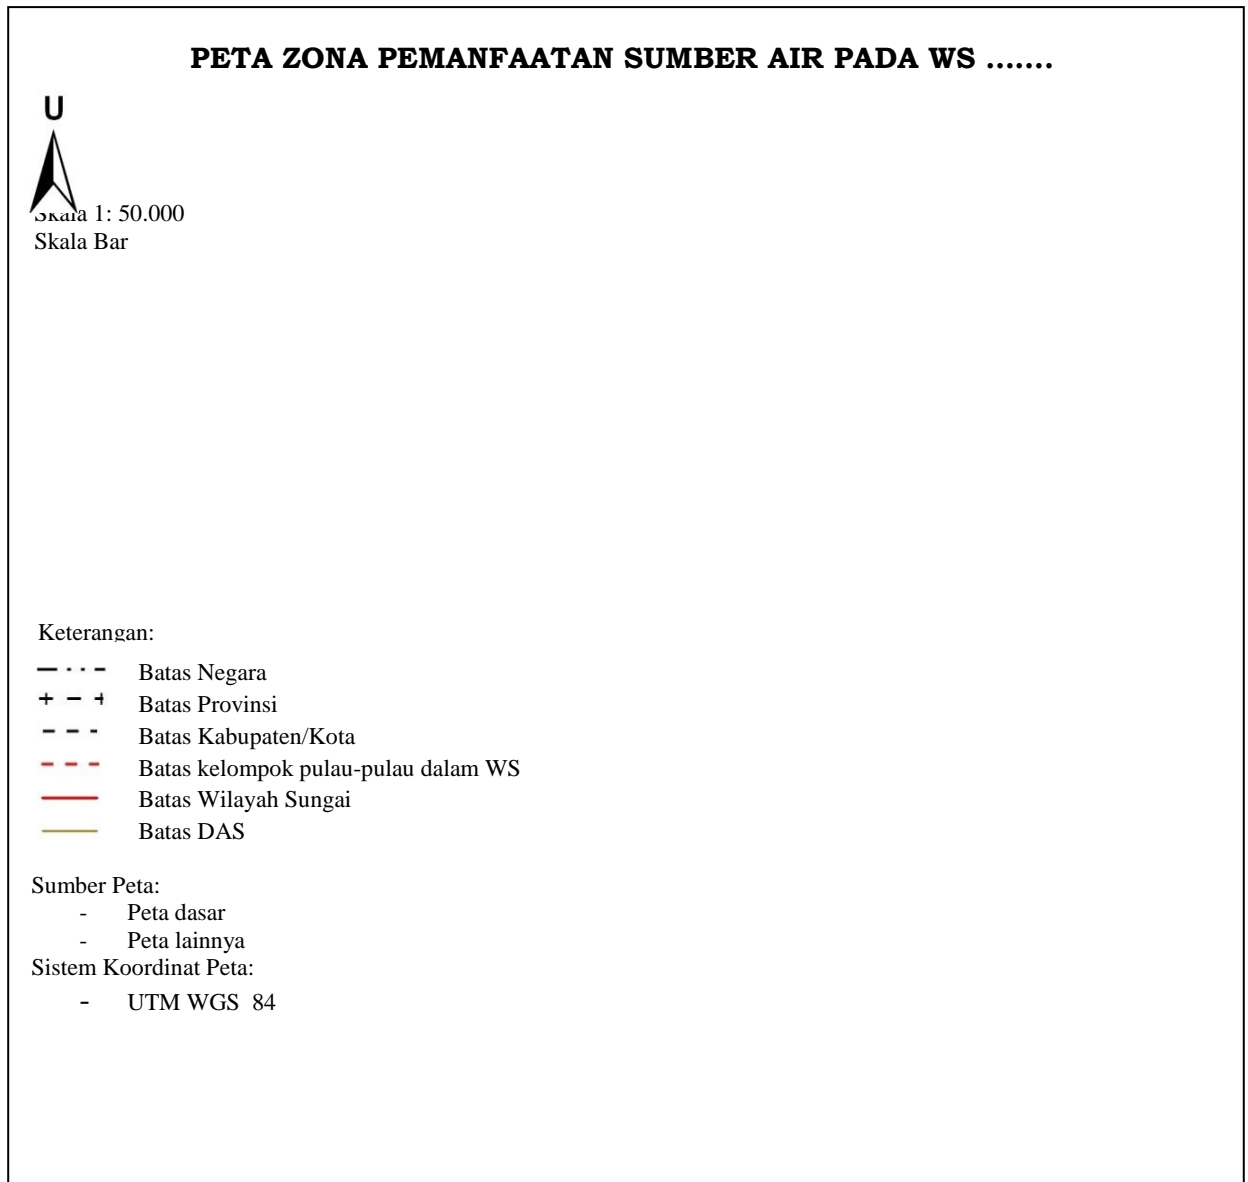 PETA ZONA PEMANFAATAN SUMBER AIR PADA WS .......
U
Skala 1: 50.000
Skala Bar
Keterangan:
Batas Negara
Batas Provinsi
Batas Kabupaten/Kota
Batas kelompok pulau-pulau dalam WS
Batas Wilayah Sungai
Batas DAS
Sumber Peta:
- Peta dasar
- Peta lainnya
Sistem Koordinat Peta:
- UTM WGS 84